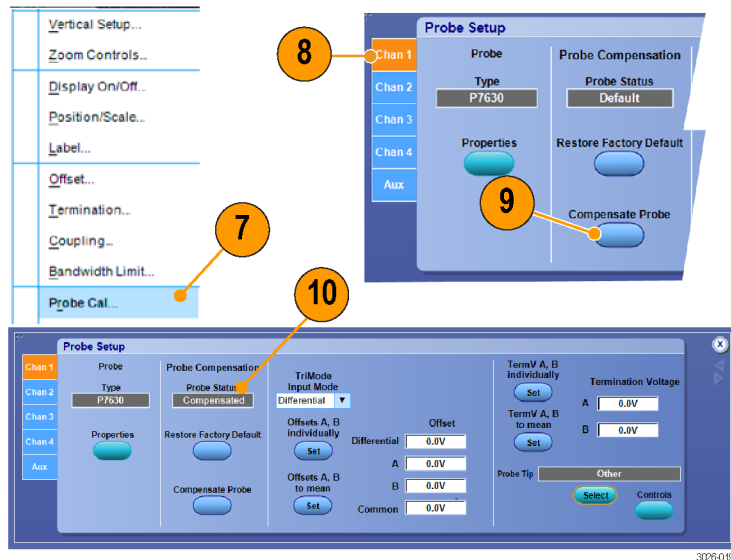 Vertical Setup...
Zoom Controls..
Display On/Off...
Position/Scale...
Label...
Offset...
Termination...
Coupling...
Bandwidth Limit...
Probe Cal...
7
8
Probe Setup
Chan 1
Chan 2
Chan 3
Chan 4
Aux
Probe
Type
P7630
Properties
Probe Compensation
Probe Status
Default
Restore Factory Default
Compensate Probe
9
10
Probe Setup
Chan 1
Chan 2
Chan 3
Chan 4
Aux
Probe
Type
P7630
Properties
Probe Compensation
Probe Status
Compensated
Restore Factory Default
Compensate Probe
TriMode
Input Mode
Differential
Offsets A, B
individually
Set
Offsets A, B
to mean
Set
Offset
Differential 0.0V
A 0.0V
B 0.0V
Common 0.0V
TermV A, B
individually
Set
TermV A, B
to mean
Set
Termination Voltage
A 0.0V
B 0.0V
Probe Tip Other
Select
Controls
X